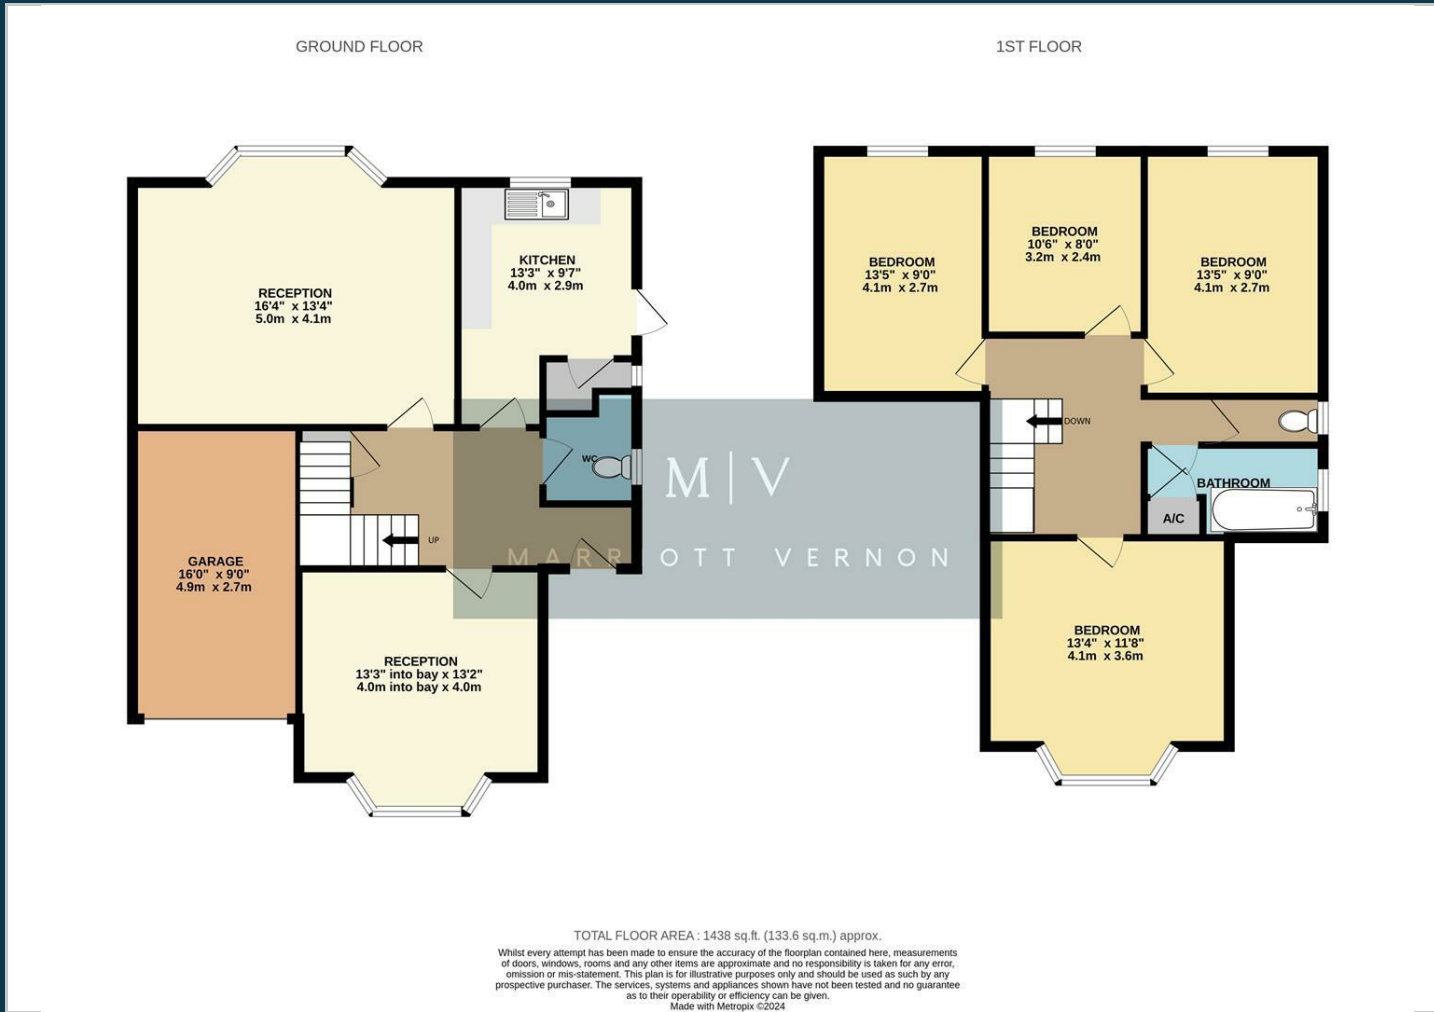 GROUND FLOOR
1ST FLOOR
RECEPTION
16'4" x 13'4"
5.0m x 4.1m
KITCHEN
13'3" x 9'7"
4.0m x 2.9m
WC
UP
GARAGE
16'0" x 9'0"
4.9m x 2.7m
RECEPTION
13'3" into bay x 13'2"
4.0m into bay x 4.0m
M|V
MARRIOTT VERNON
BEDROOM
13'5" x 9'0"
4.1m x 2.7m
BEDROOM
10'6" x 8'0"
3.2m x 2.4m
BEDROOM
13'5" x 9'0"
4.1m x 2.7m
DOWN
BATHROOM
A/C
BEDROOM
13'4" x 11'8"
4.1m x 3.6m
TOTAL FLOOR AREA : 1438 sq.ft. (133.6 sq.m.) approx.
Whilst every attempt has been made to ensure the accuracy of the floorplan contained here, measurements
of doors, windows, rooms and any other items are approximate and no responsibility is taken for any error,
omission or mis-statement. This plan is for illustrative purposes only and should be used as such by any
prospective purchaser. The services, systems and appliances shown have not been tested and no guarantee
as to their operability or efficiency can be given.
Made with Metropix ©2024